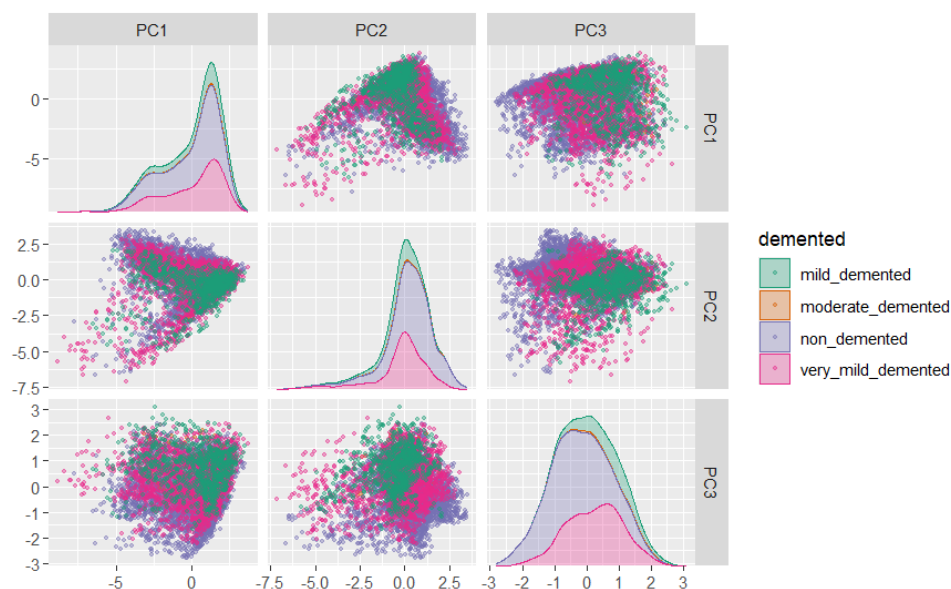 PC1 PC2 PC3
0
-5
PC1
2.5
0.0
-2.5
-5.0
-7.5
PC2
3
2
1
0
-1
-2
-3
PC3
-5 0 -7.5 -5.0 -2.5 0.0 2.5 -3 -2 -1 0 1 2 3
demented
mild_demented
moderate_demented
non_demented
very_mild_demented